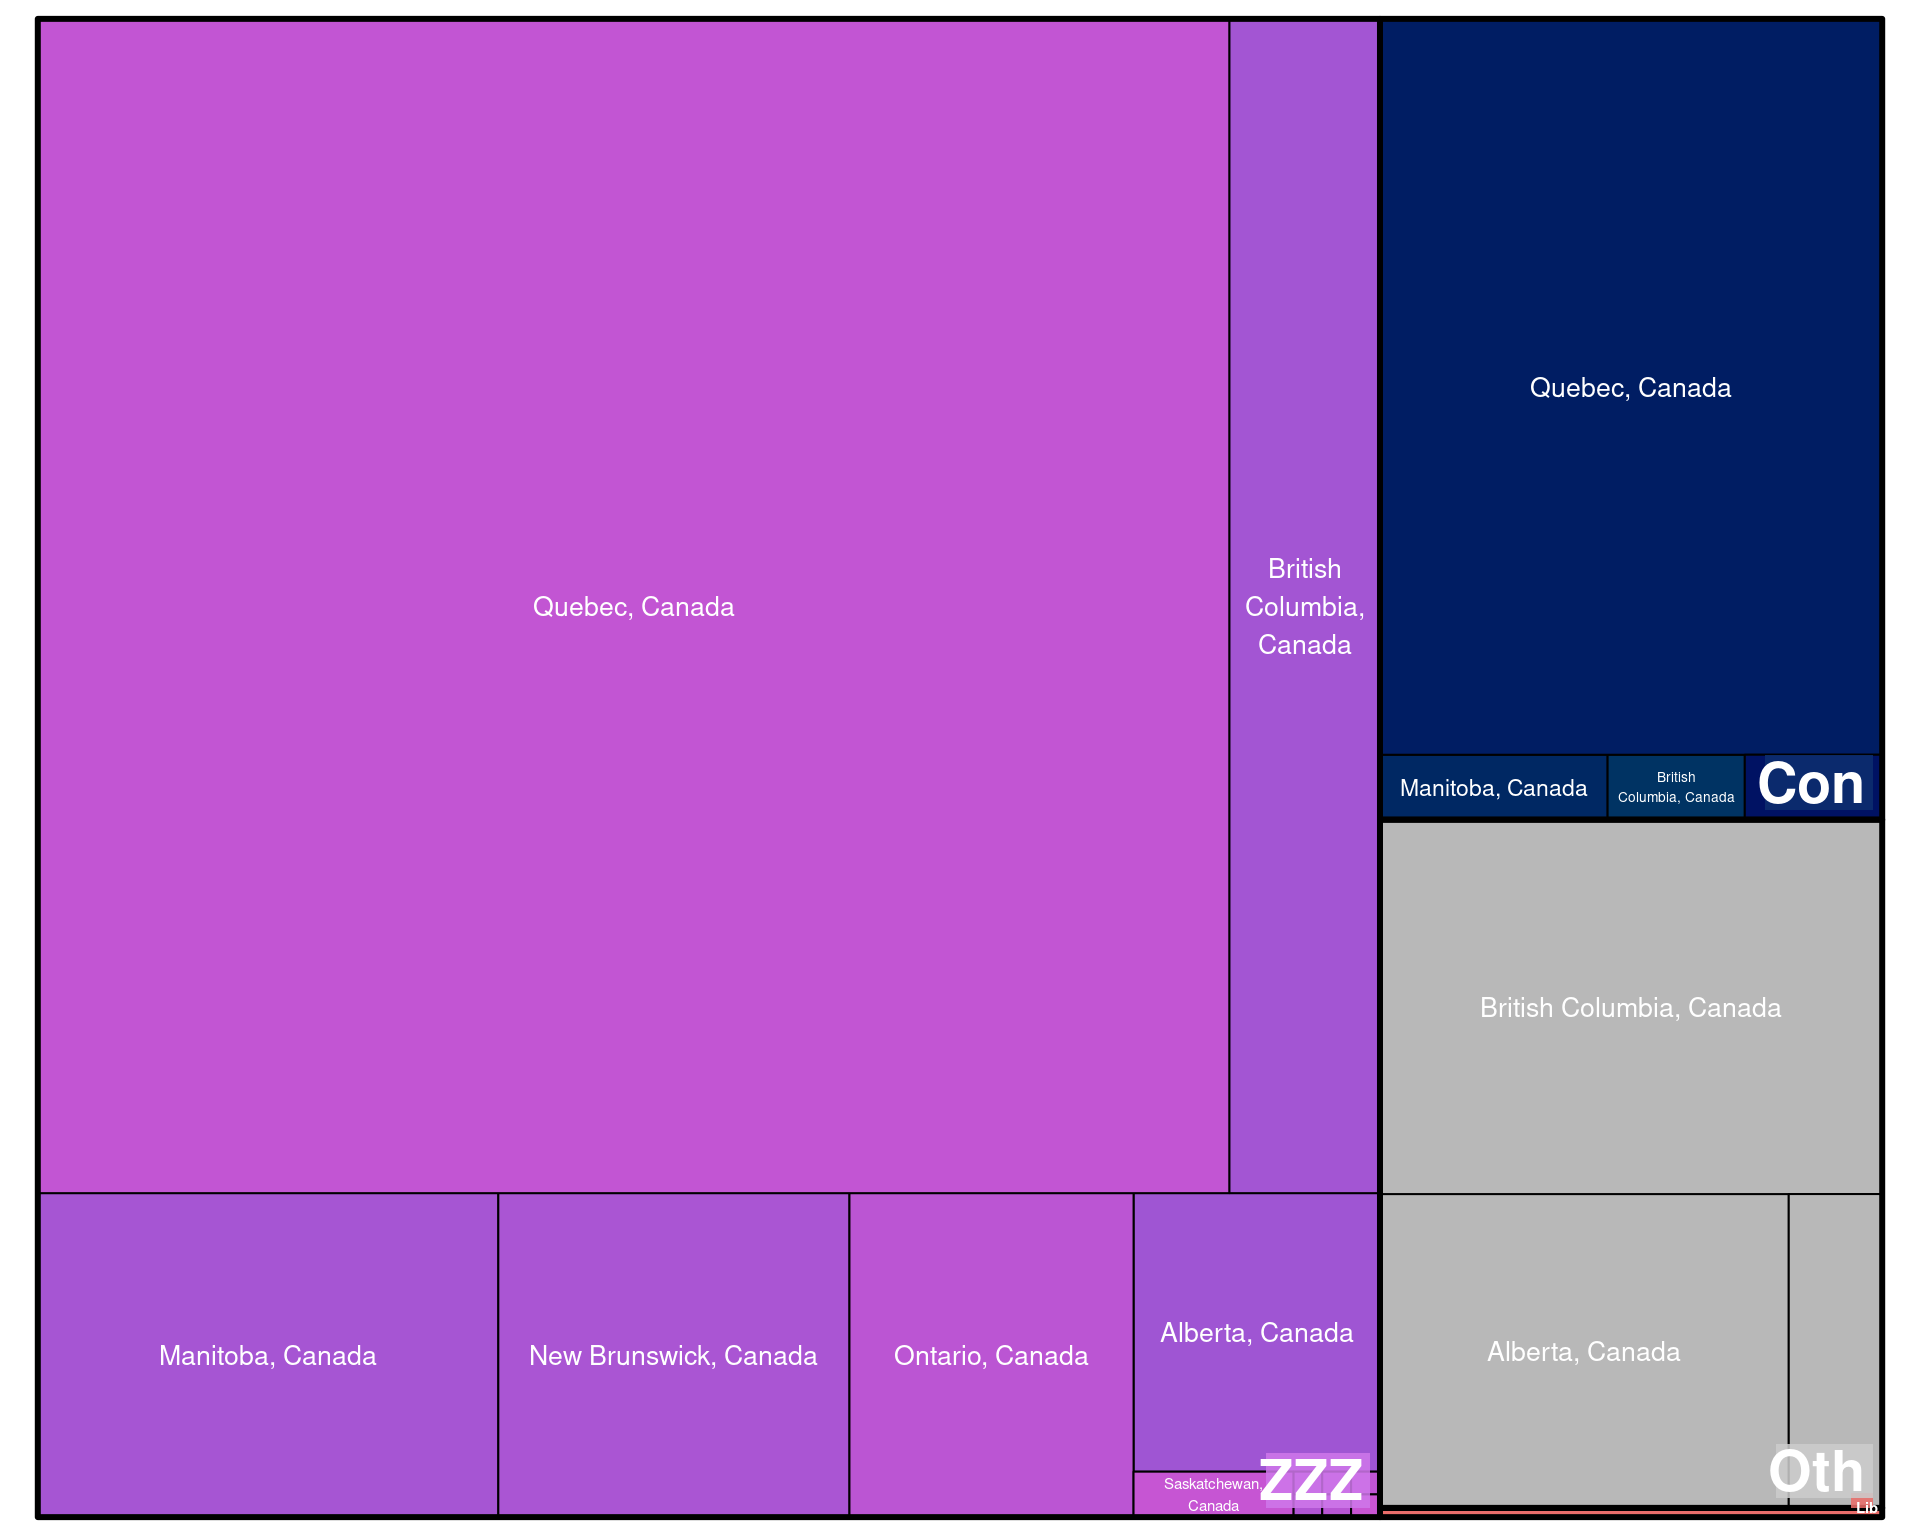 Quebec, Canada
British
Columbia,
Canada
Manitoba, Canada
New Brunswick, Canada
Ontario, Canada
Alberta, Canada
Saskatchewan,
Canada
ZZZ
Quebec, Canada
Manitoba, Canada
British
Columbia, Canada
Con
British Columbia, Canada
Alberta, Canada
Oth
Lib